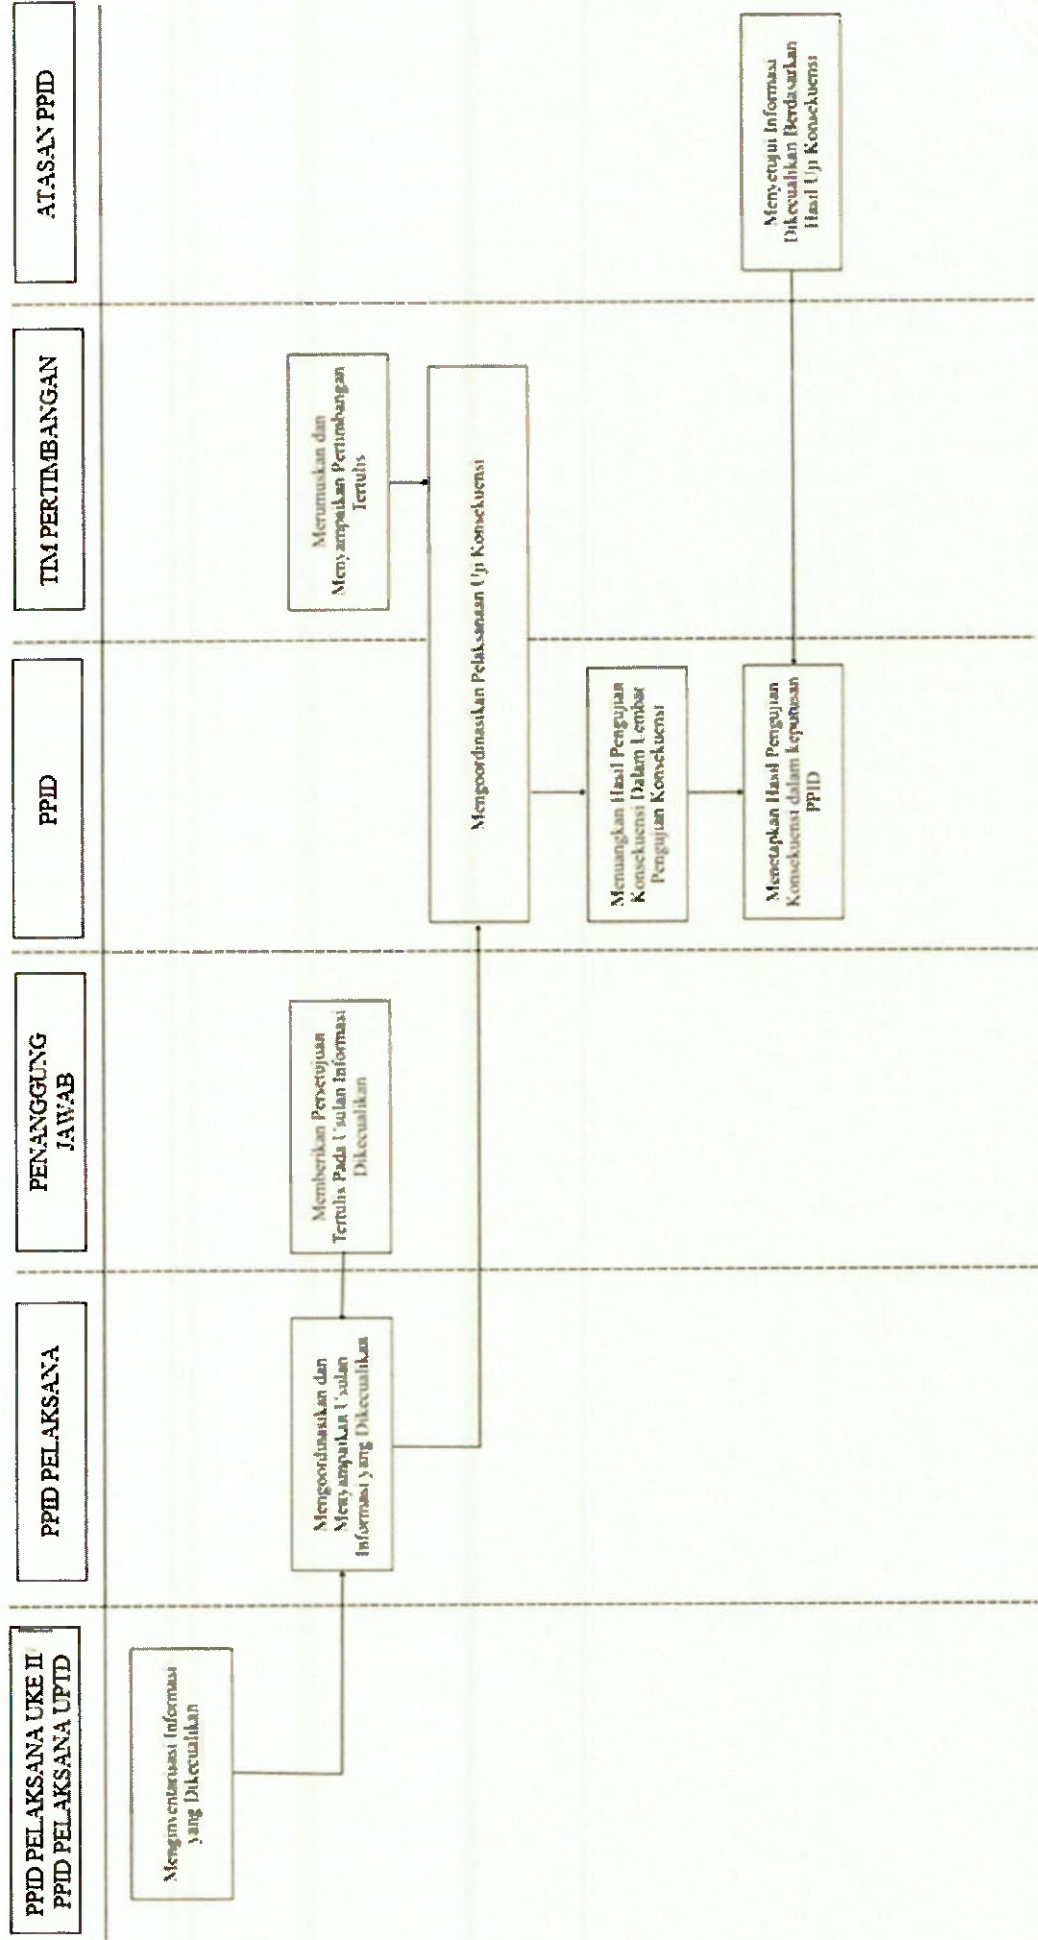 PPID PELAKSANA UKE II/
PPID PELAKSANA UPTD
PPID PELAKSANA
PENANGGUNG
JAWAB
PPID
TIM PERTIMBANGAN
ATASAN PPID
Menginventarisasi Informasi
yang Dikecualikan
Mengoordinasikan dan
Menyampaikan Usulan
Informasi yang Dikecualikan
Memberikan Persetujuan
Tertulis Pada Usulan Informasi
Dikecualikan
Merumuskan dan
Menyampaikan Pertimbangan
Tertulis
Mengoordinasikan Pelaksanaan Uji Konsekuensi
Menuangkan Hasil Pengujian
Konsekuensi Dalam Lembar
Pengujian Konsekuensi
Menetapkan Hasil Pengujian
Konsekuensi dalam keputusan
PPID
Menyetujui Informasi
Dikecualikan Berdasarkan
Hasil Uji Konsekuensi